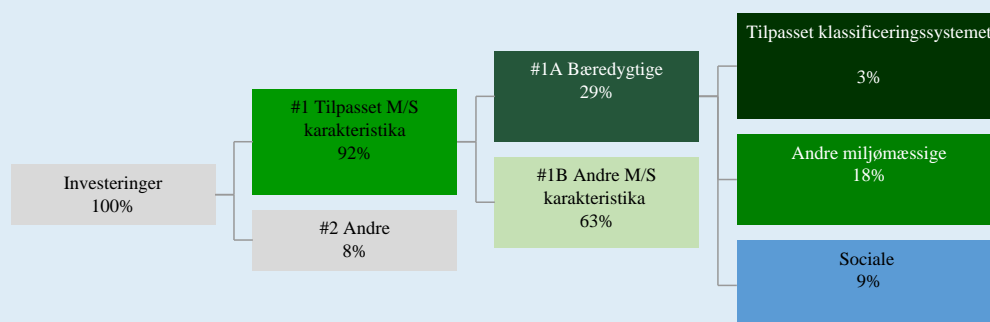 Investeringer
100%
#1 Tilpasset M/S
karakteristika
92%
#2 Andre
8%
#1A Bæredygtige
29%
#1B Andre M/S
karakteristika
63%
Tilpasset klassificeringssystemet
3%
Andre miljømæssige
18%
Sociale
9%